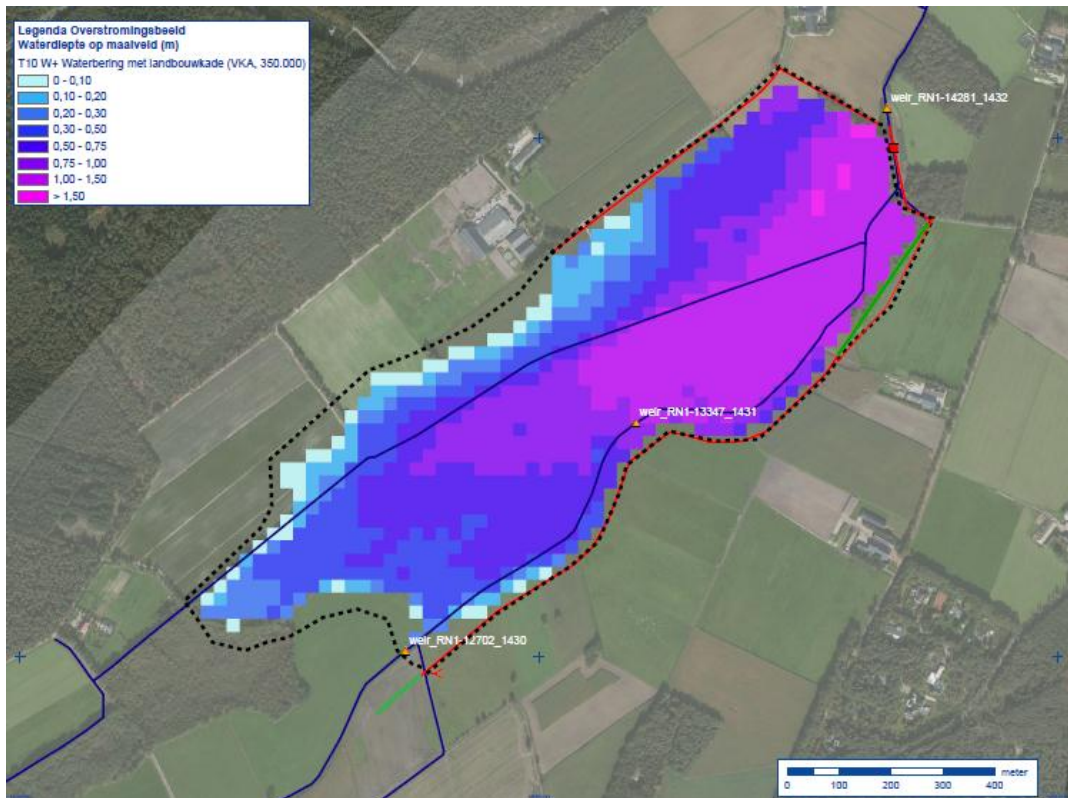 Legenda Overstromingsbeeld
Waterdiepte op maaiveld (m)
T10 W+ Waterbering met landbouwkade (VKA, 350.000)
0 - 0,10
0,10 - 0,20
0,20 - 0,30
0,30 - 0,50
0,50 - 0,75
0,75 - 1,00
1,00 - 1,50
> 1,50
weir_RN1-14281_1432
weir_RN1-13347_1431
weir_RN1-12702_1430
meter
0 100 200 300 400